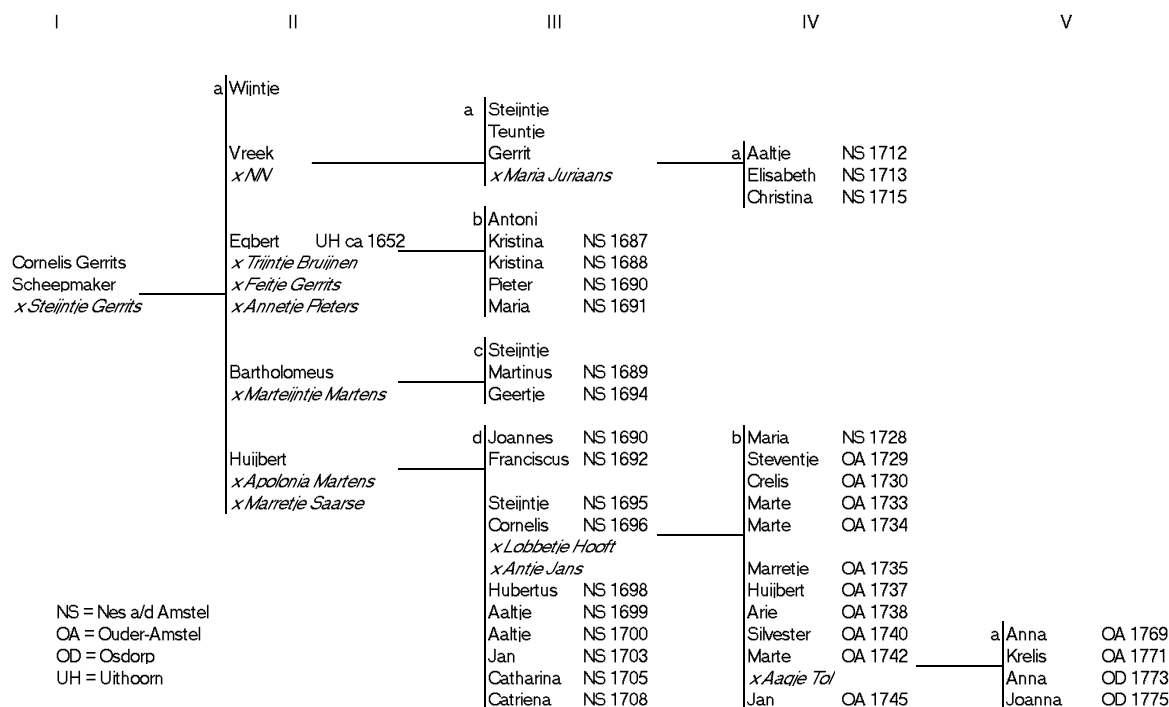 I II III IV V
a Wijntje
a Steijntje
Teuntje
Vreek Gerrit a Aaltje NS 1712
x NN x Maria Juriaans Elisabeth NS 1713
Christina NS 1715
b Antoni
Egbert UH ca 1652 Kristina NS 1687
Cornelis Gerrits x Trijntje Bruijnen Kristina NS 1688
Scheepmaker x Feitje Gerrits Pieter NS 1690
x Steijntje Gerrits x Annetje Pieters Maria NS 1691
c Steijntje
Bartholomeus Martinus NS 1689
x Marteijntje Martens Geertje NS 1694
d Joannes NS 1690 b Maria NS 1728
Huijbert Franciscus NS 1692 Steventje OA 1729
x Apolonia Martens Crelis OA 1730
x Marretje Saarse Steijntje NS 1695 Marte OA 1733
Cornelis NS 1696 Marte OA 1734
x Lobbetje Hooft
x Antje Jans Marretje OA 1735
Hubertus NS 1698 Huijbert OA 1737
NS = Nes a/d Amstel Aaltje NS 1699 Arie OA 1738
OA = Ouder-Amstel Aaltje NS 1700 Silvester OA 1740 a Anna OA 1769
OD = Osdorp Jan NS 1703 Marte OA 1742 Krelis OA 1771
UH = Uithoorn Catharina NS 1705 x Aagje Tol Anna OD 1773
Catriena NS 1708 Jan OA 1745 Joanna OD 1775